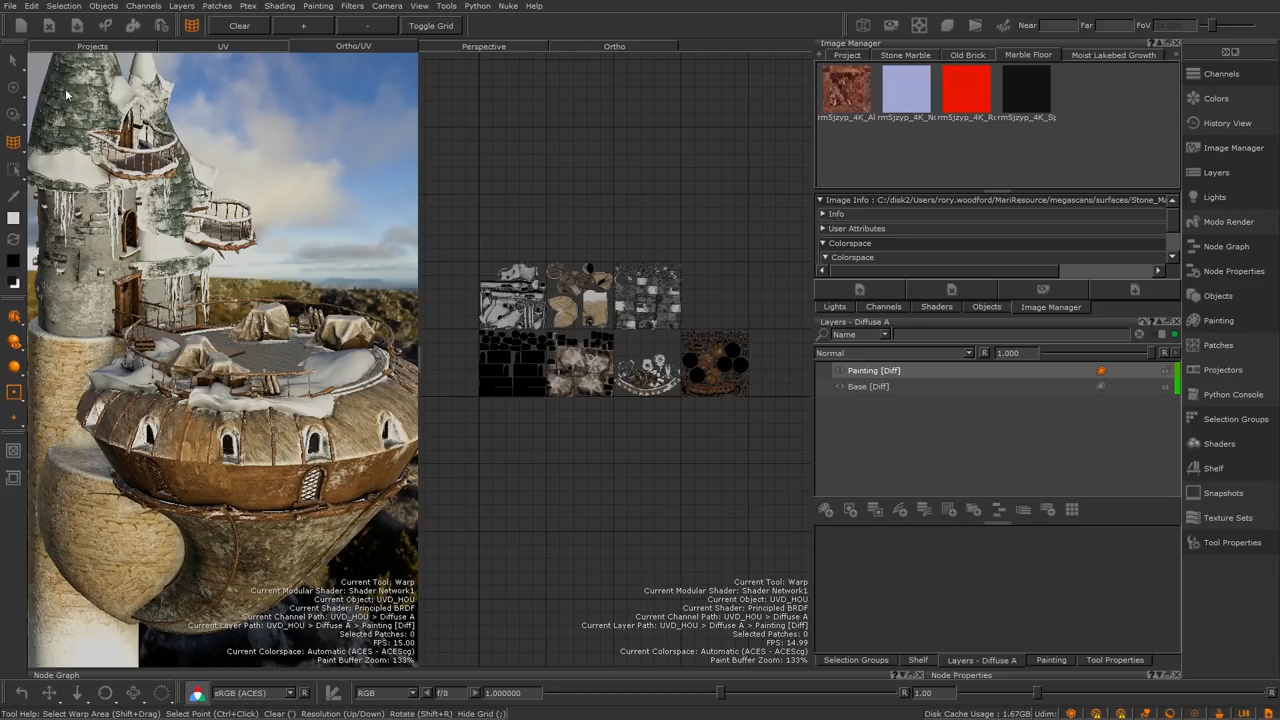 File Edit Selection Objects Channels Layers Patches Ptex Shading Painting Filters Camera View Tools Python Nuke Help
Clear + - Toggle Grid Near Far FoV
Projects UV Ortho/UV Perspective Ortho
Image Manager
Project Stone Marble Old Brick Marble Floor Moist Lakebed Growth
rm5jzyp_4K_Al rm5jzyp_4K_No rm5jzyp_4K_Ro rm5jzyp_4K_Sp
Image Info : C:/disk2/Users/rory.woodford/MariResource/megascans/surfaces/Stone_M
Info
User Attributes
Colorspace
Colorspace
Lights Channels Shaders Objects Image Manager
Layers - Diffuse A
Name
Normal R 1.000 R
Painting [Diff]
Base [Diff]
Channels
Colors
History View
Image Manager
Layers
Lights
Modo Render
Node Graph
Node Properties
Objects
Painting
Patches
Projectors
Python Console
Selection Groups
Shaders
Shelf
Snapshots
Texture Sets
Tool Properties
Current Tool: Warp
Current Modular Shader: Shader Network1
Current Object: UVD_HOU
Current Shader: Principled BRDF
Current Channel Path: UVD_HOU > Diffuse A
Current Layer Path: UVD_HOU > Diffuse A > Painting [Diff]
Selected Patches: 0
FPS: 15.00
Current Colorspace: Automatic (ACES - ACEScg)
Paint Buffer Zoom: 133%
Current Tool: Warp
Current Modular Shader: Shader Network1
Current Object: UVD_HOU
Current Shader: Principled BRDF
Current Channel Path: UVD_HOU > Diffuse A
Current Layer Path: UVD_HOU > Diffuse A > Painting [Diff]
Selected Patches: 0
FPS: 14.99
Current Colorspace: Automatic (ACES - ACEScg)
Paint Buffer Zoom: 133%
Selection Groups Shelf Layers - Diffuse A Painting Tool Properties
Node Graph Node Properties
sRGB (ACES) R RGB f/8 1.000000 R 1.00 R
Tool Help: Select Warp Area (Shift+Drag) Select Point (Ctrl+Click) Clear (') Resolution (Up/Down) Rotate (Shift+R) Hide Grid (;) Disk Cache Usage : 1.67GB Udim: